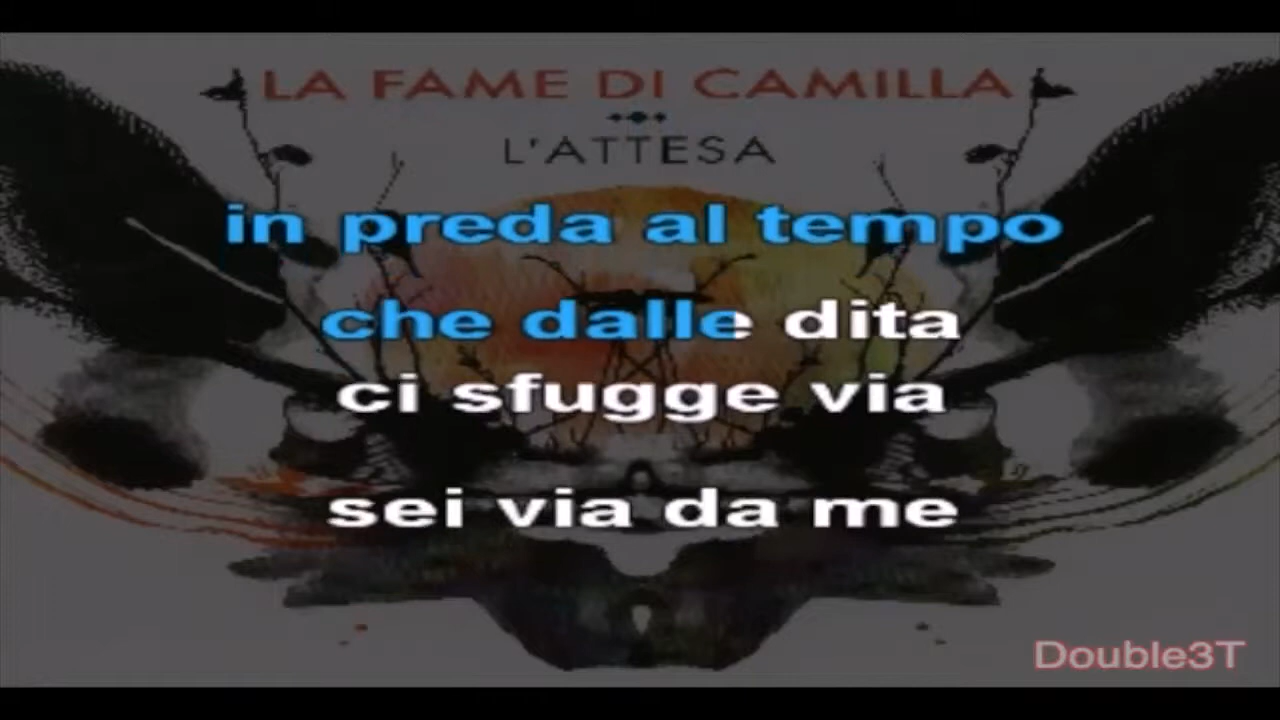 LA FAME DI CAMILLA
L'ATTESA
in preda al tempo
che dalle dita
ci sfugge via
sei via da me
Double3T